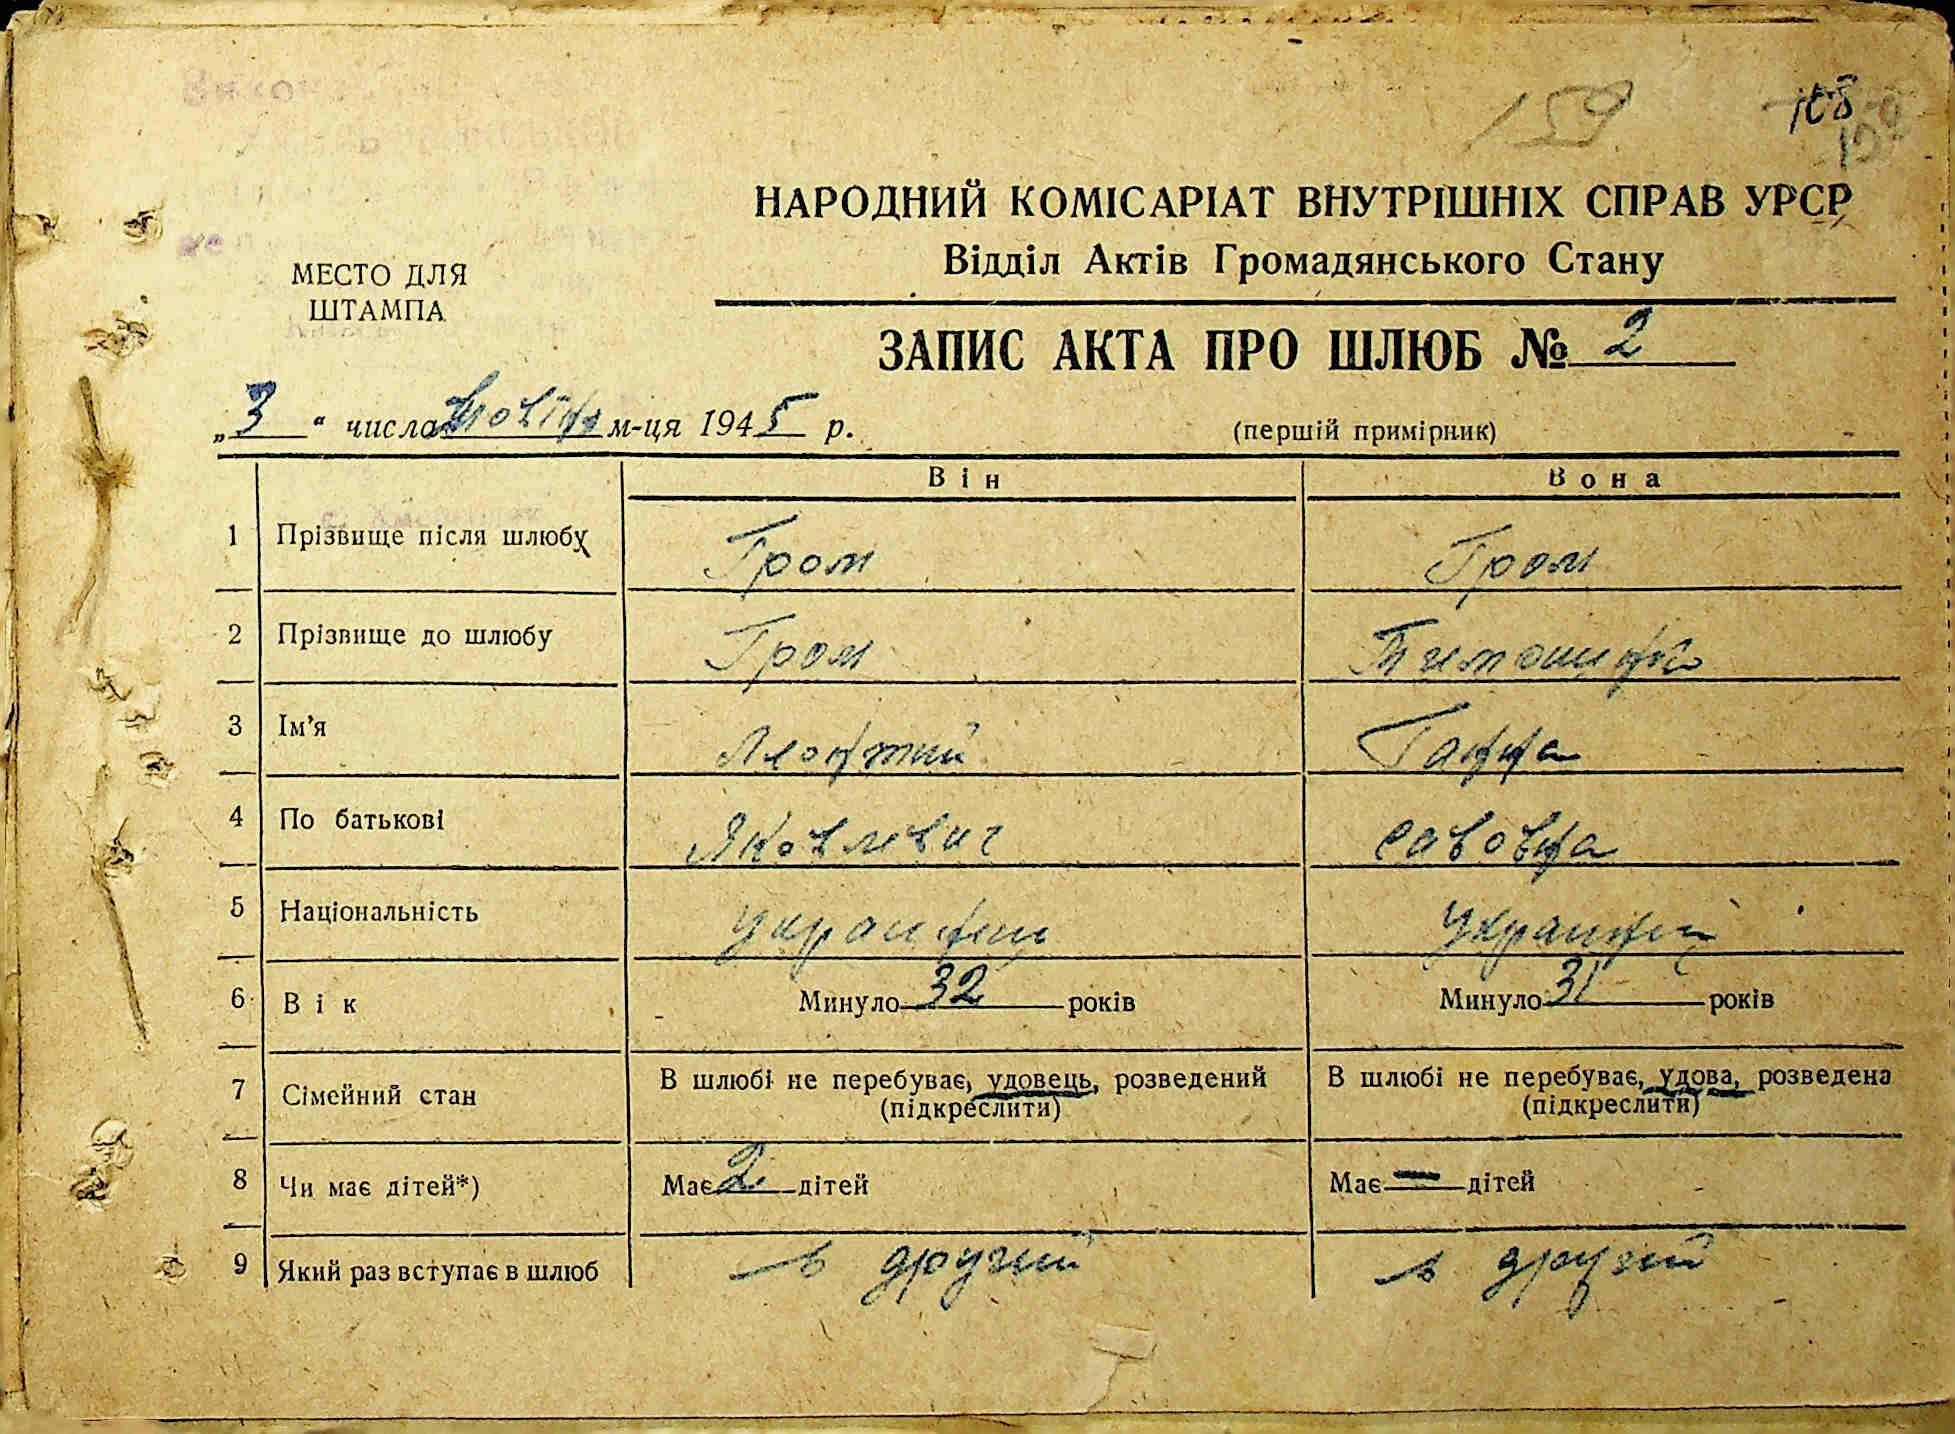 159
108
НАРОДНИЙ КОМІСАРІАТ ВНУТРІШНІХ СПРАВ УРСР
Відділ Актів Громадянського Стану
МЕСТО ДЛЯ
ШТАМПА
ЗАПИС АКТА ПРО ШЛЮБ № 2
„3“ числа м-ця 1945 р.
(перший примірник)
Він Вона
1 Прізвище після шлюбу Гром Гром
2 Прізвище до шлюбу Гром
3 Ім’я Леонтий Ганна
4 По батькові Яковлевич Савовна
5 Національність
6 Вік Минуло 32 років Минуло 31 років
7 Сімейний стан В шлюбі не перебуває, удовець, розведений В шлюбі не перебуває, удова, розведена
(підкреслити) (підкреслити)
8 Чи має дітей*) Має 2 дітей Має — дітей
9 Який раз вступає в шлюб в другий в другий